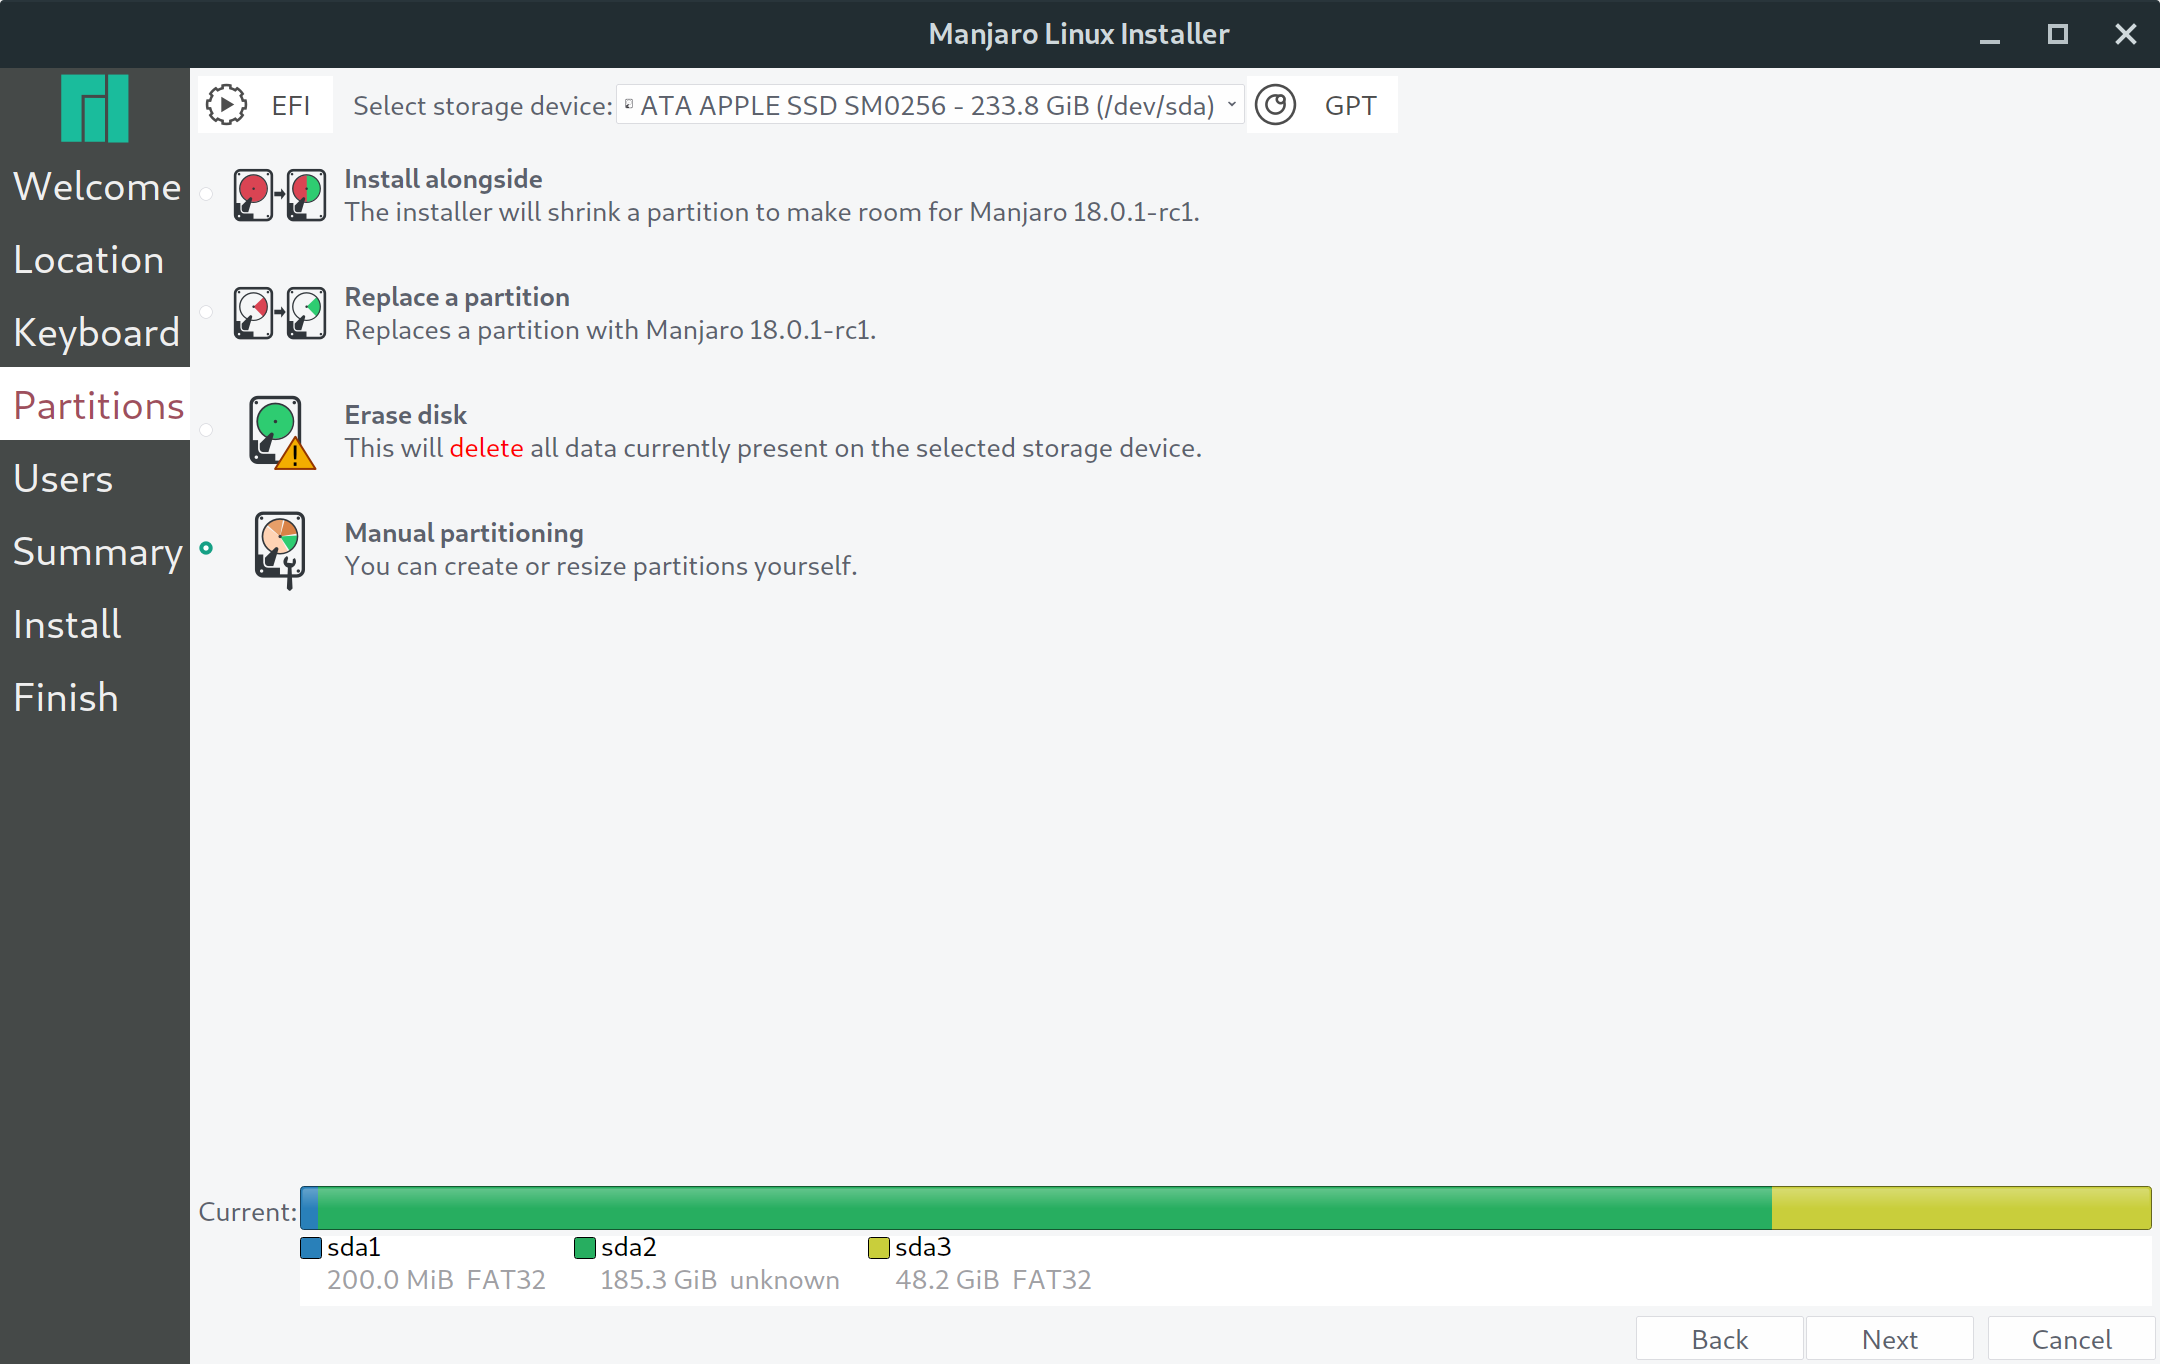 Manjaro Linux Installer
EFI Select storage device: ATA APPLE SSD SM0256 - 233.8 GiB (/dev/sda) GPT
Welcome
Location
Keyboard
Partitions
Users
Summary
Install
Finish
Install alongside
The installer will shrink a partition to make room for Manjaro 18.0.1-rc1.
Replace a partition
Replaces a partition with Manjaro 18.0.1-rc1.
Erase disk
This will delete all data currently present on the selected storage device.
Manual partitioning
You can create or resize partitions yourself.
Current:
sda1 sda2 sda3
200.0 MiB FAT32 185.3 GiB unknown 48.2 GiB FAT32
Back Next Cancel